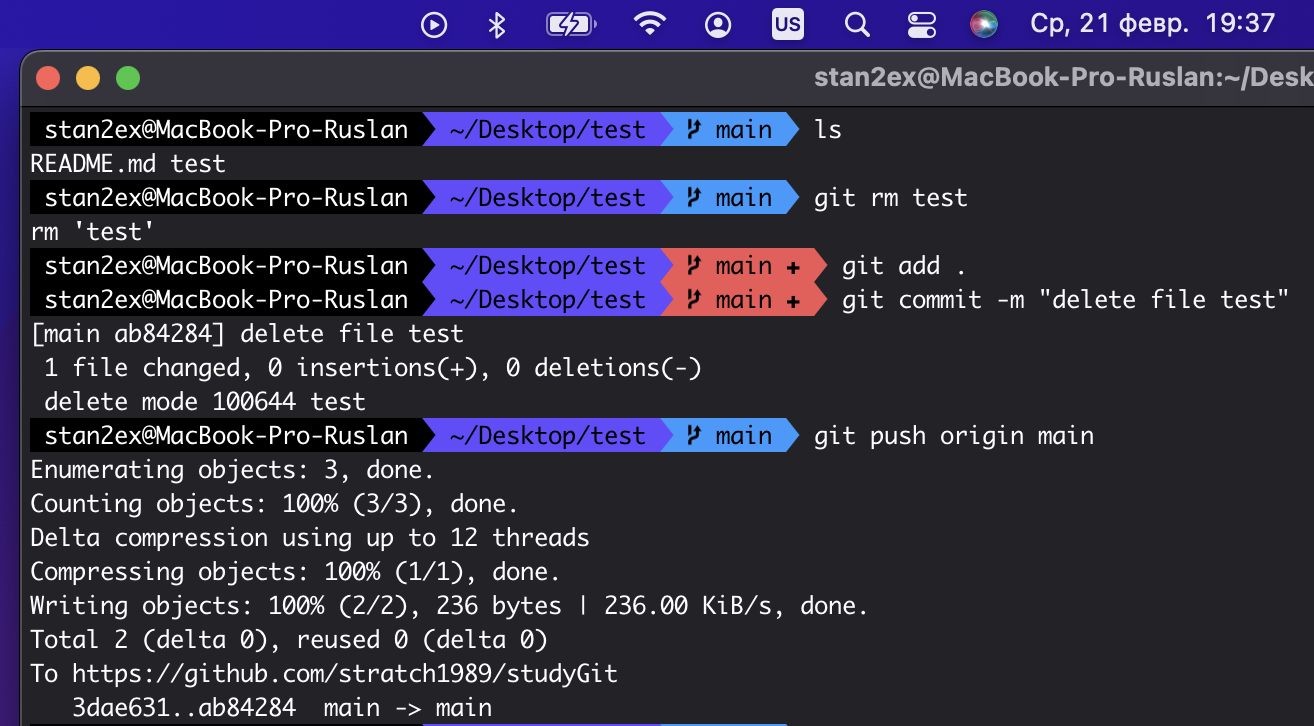 US Ср, 21 февр. 19:37
stan2ex@MacBook-Pro-Ruslan:~/Desk
stan2ex@MacBook-Pro-Ruslan ~/Desktop/test main ls
README.md test
stan2ex@MacBook-Pro-Ruslan ~/Desktop/test main git rm test
rm 'test'
stan2ex@MacBook-Pro-Ruslan ~/Desktop/test main + git add .
stan2ex@MacBook-Pro-Ruslan ~/Desktop/test main + git commit -m "delete file test"
[main ab84284] delete file test
1 file changed, 0 insertions(+), 0 deletions(-)
delete mode 100644 test
stan2ex@MacBook-Pro-Ruslan ~/Desktop/test main git push origin main
Enumerating objects: 3, done.
Counting objects: 100% (3/3), done.
Delta compression using up to 12 threads
Compressing objects: 100% (1/1), done.
Writing objects: 100% (2/2), 236 bytes | 236.00 KiB/s, done.
Total 2 (delta 0), reused 0 (delta 0)
To https://github.com/stratch1989/studyGit
3dae631..ab84284 main -> main